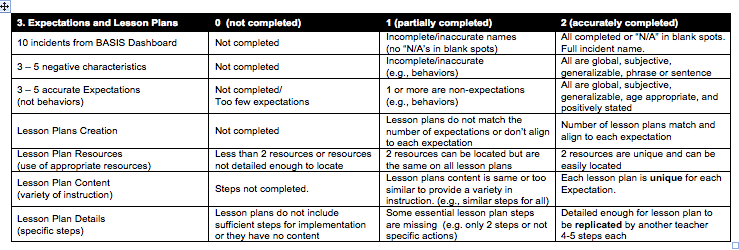 3. Expectations and Lesson Plans 0 (not completed) 1 (partially completed) 2 (accurately completed)
10 incidents from BASIS Dashboard
Not completed
Incomplete/inaccurate names
(no "N/A's in blank spots)
All completed or "N/A" in blank spots.
Full incident name.
3 – 5 negative characteristics
Not completed
Incomplete/inaccurate
(e.g., behaviors)
All are global, subjective,
generalizable, phrase or sentence
3 – 5 accurate Expectations
(not behaviors)
Not completed/
Too few expectations
1 or more are non-expectations
(e.g., behaviors)
All are global, subjective,
generalizable, age appropriate, and
positively stated
Lesson Plans Creation
Not completed
Lesson plans do not match the
number of expectations or don't align
to each expectation
Number of lesson plans match and
align to each expectation
Lesson Plan Resources
(use of appropriate resources)
Less than 2 resources or resources
not detailed enough to locate
2 resources can be located but are
the same on all lesson plans
2 resources are unique and can be
easily located
Lesson Plan Content
(variety of instruction)
Steps not completed.
Lesson plans content is same or too
similar to provide a variety in
instruction. (e.g., similar steps for all)
Each lesson plan is unique for each
Expectation.
Lesson Plan Details
(specific steps)
Lesson plans do not include
sufficient steps for implementation
or they have no content
Some essential lesson plan steps
are missing (e.g. only 2 steps or not
specific actions)
Detailed enough for lesson plan to
be replicated by another teacher
4-5 steps each